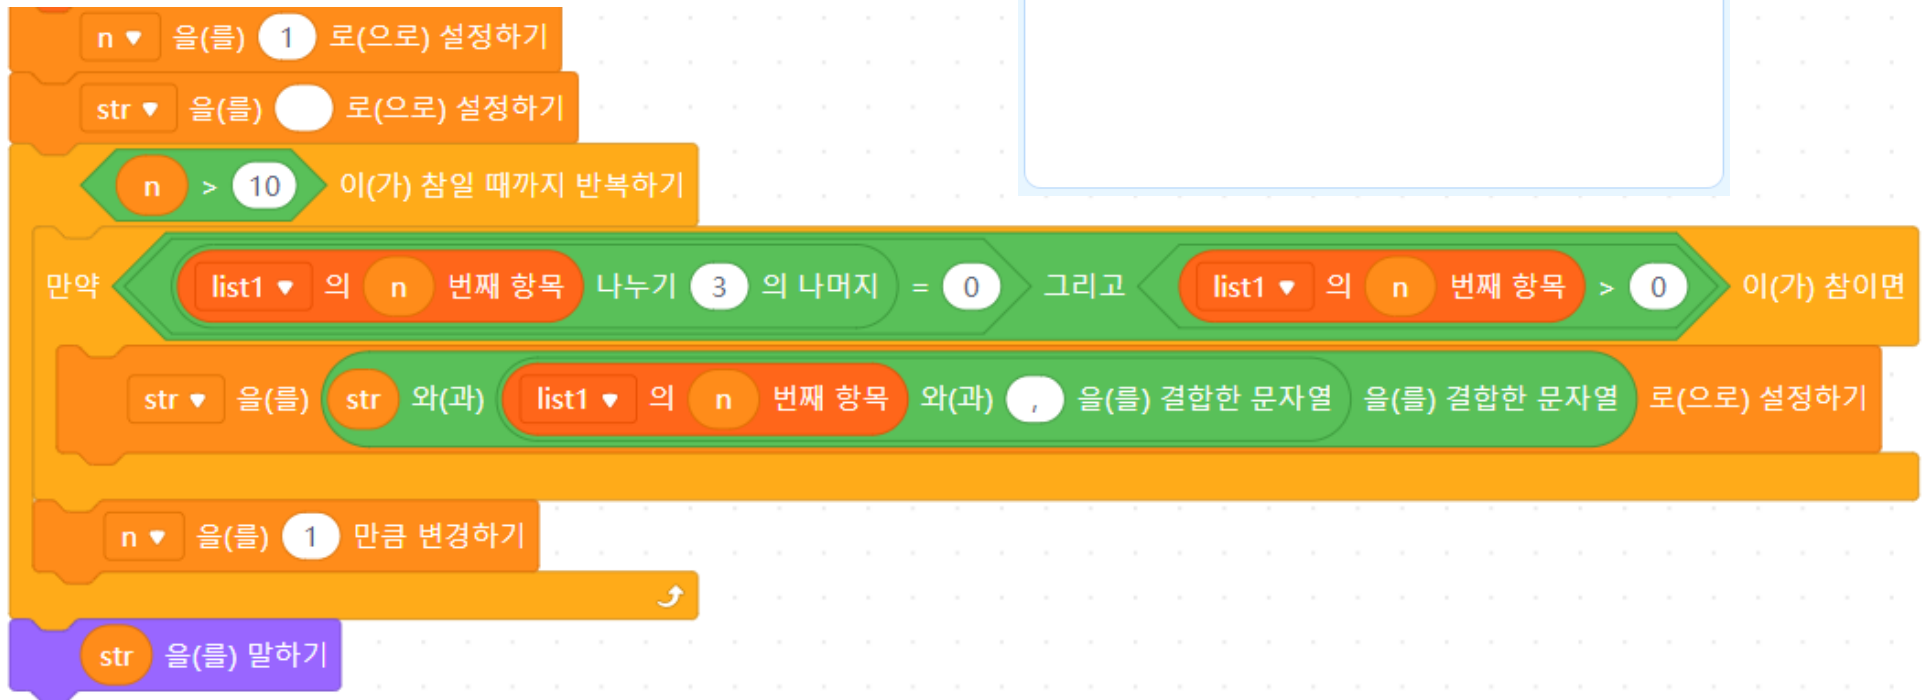 n ▼ 을(를) 1 로(으로) 설정하기
str ▼ 을(를) 로(으로) 설정하기
n > 10 이(가) 참일 때까지 반복하기
만약 list1 ▼ 의 n 번째 항목 나누기 3 의 나머지 = 0 그리고 list1 ▼ 의 n 번째 항목 > 0 이(가) 참이면
str ▼ 을(를) str 와(과) list1 ▼ 의 n 번째 항목 와(과) , 을(를) 결합한 문자열 을(를) 결합한 문자열 로(으로) 설정하기
n ▼ 을(를) 1 만큼 변경하기
str 을(를) 말하기